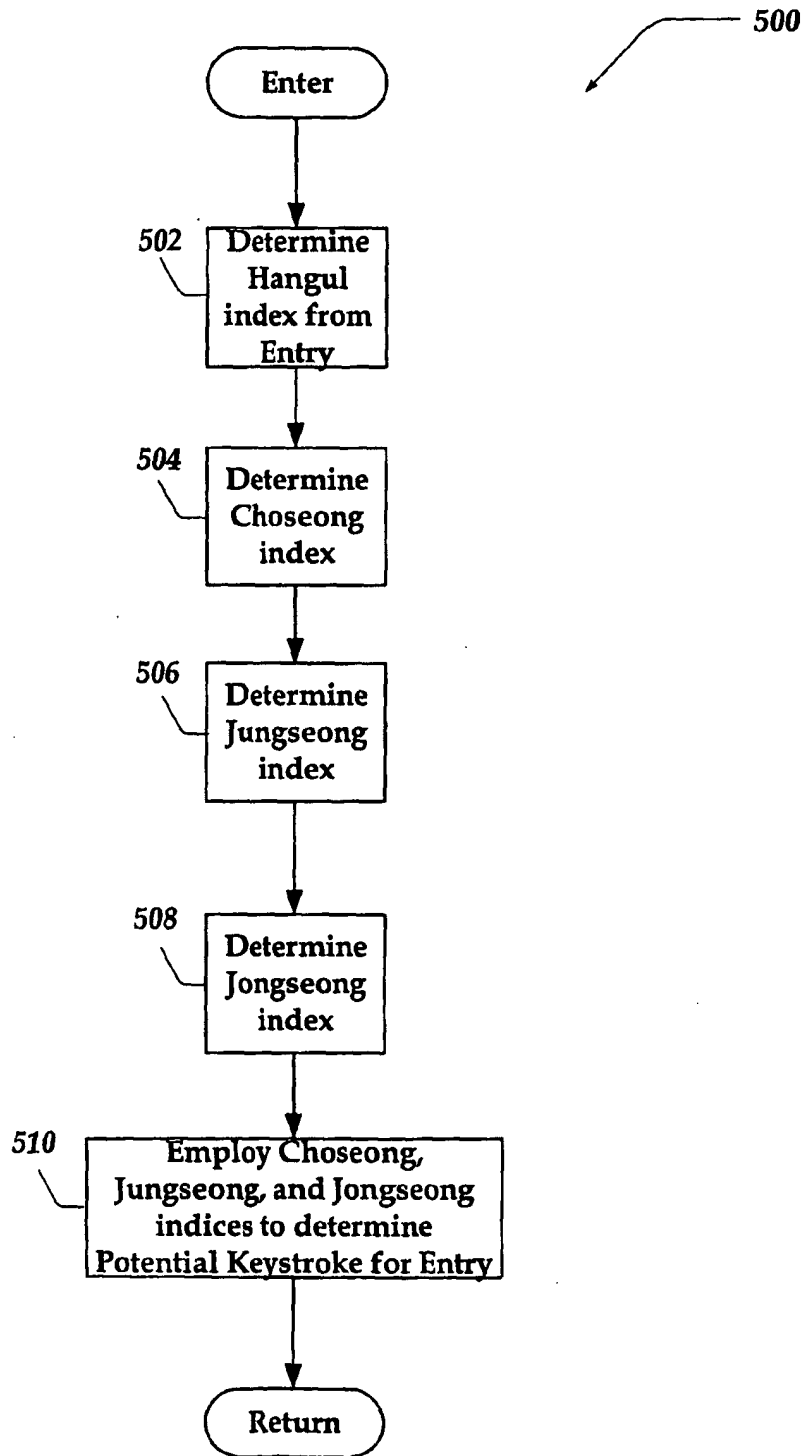 500
Enter
502
Determine
Hangul
index from
Entry
504
Determine
Choseong
index
506
Determine
Jungseong
index
508
Determine
Jongseong
index
510
Employ Choseong,
Jungseong, and Jongseong
indices to determine
Potential Keystroke for Entry
Return